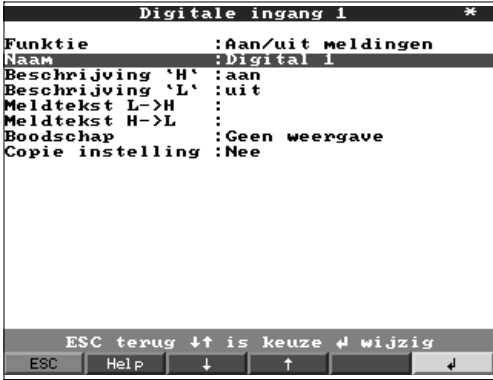 Digitale ingang 1 *
Funktie :Aan/uit meldingen
Naam :Digital 1
Beschrijving `H` :aan
Beschrijving `L` :uit
Meldtekst L->H :
Meldtekst H->L :
Boodschap :Geen weergave
Copie instelling :Nee
ESC terug ↓↑ is keuze ↵ wijzig
ESC Help ↓ ↑ ↵